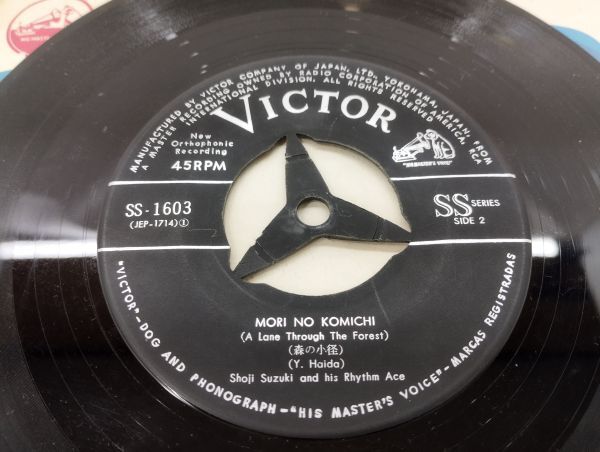 MANUFACTURED BY VICTOR COMPANY OF JAPAN, LTD., YOKOHAMA, JAPAN, FROM
A MASTER RECORDING OWNED BY RADIO CORPORATION OF AMERICA, RCA
INTERNATIONAL DIVISION. ALL RIGHTS RESERVED
VICTOR
New
Orthophonic
Recording
45RPM
"HIS MASTER'S VOICE"
SS-1603
(JEP-1714)①
SS SERIES
SIDE 2
MORI NO KOMICHI
(A Lane Through The Forest)
(森の小径)
(Y. Haida)
Shoji Suzuki and his Rhythm Ace
"VICTOR"-DOG AND PHONOGRAPH-"HIS MASTER'S VOICE"-MARCAS REGISTRADAS